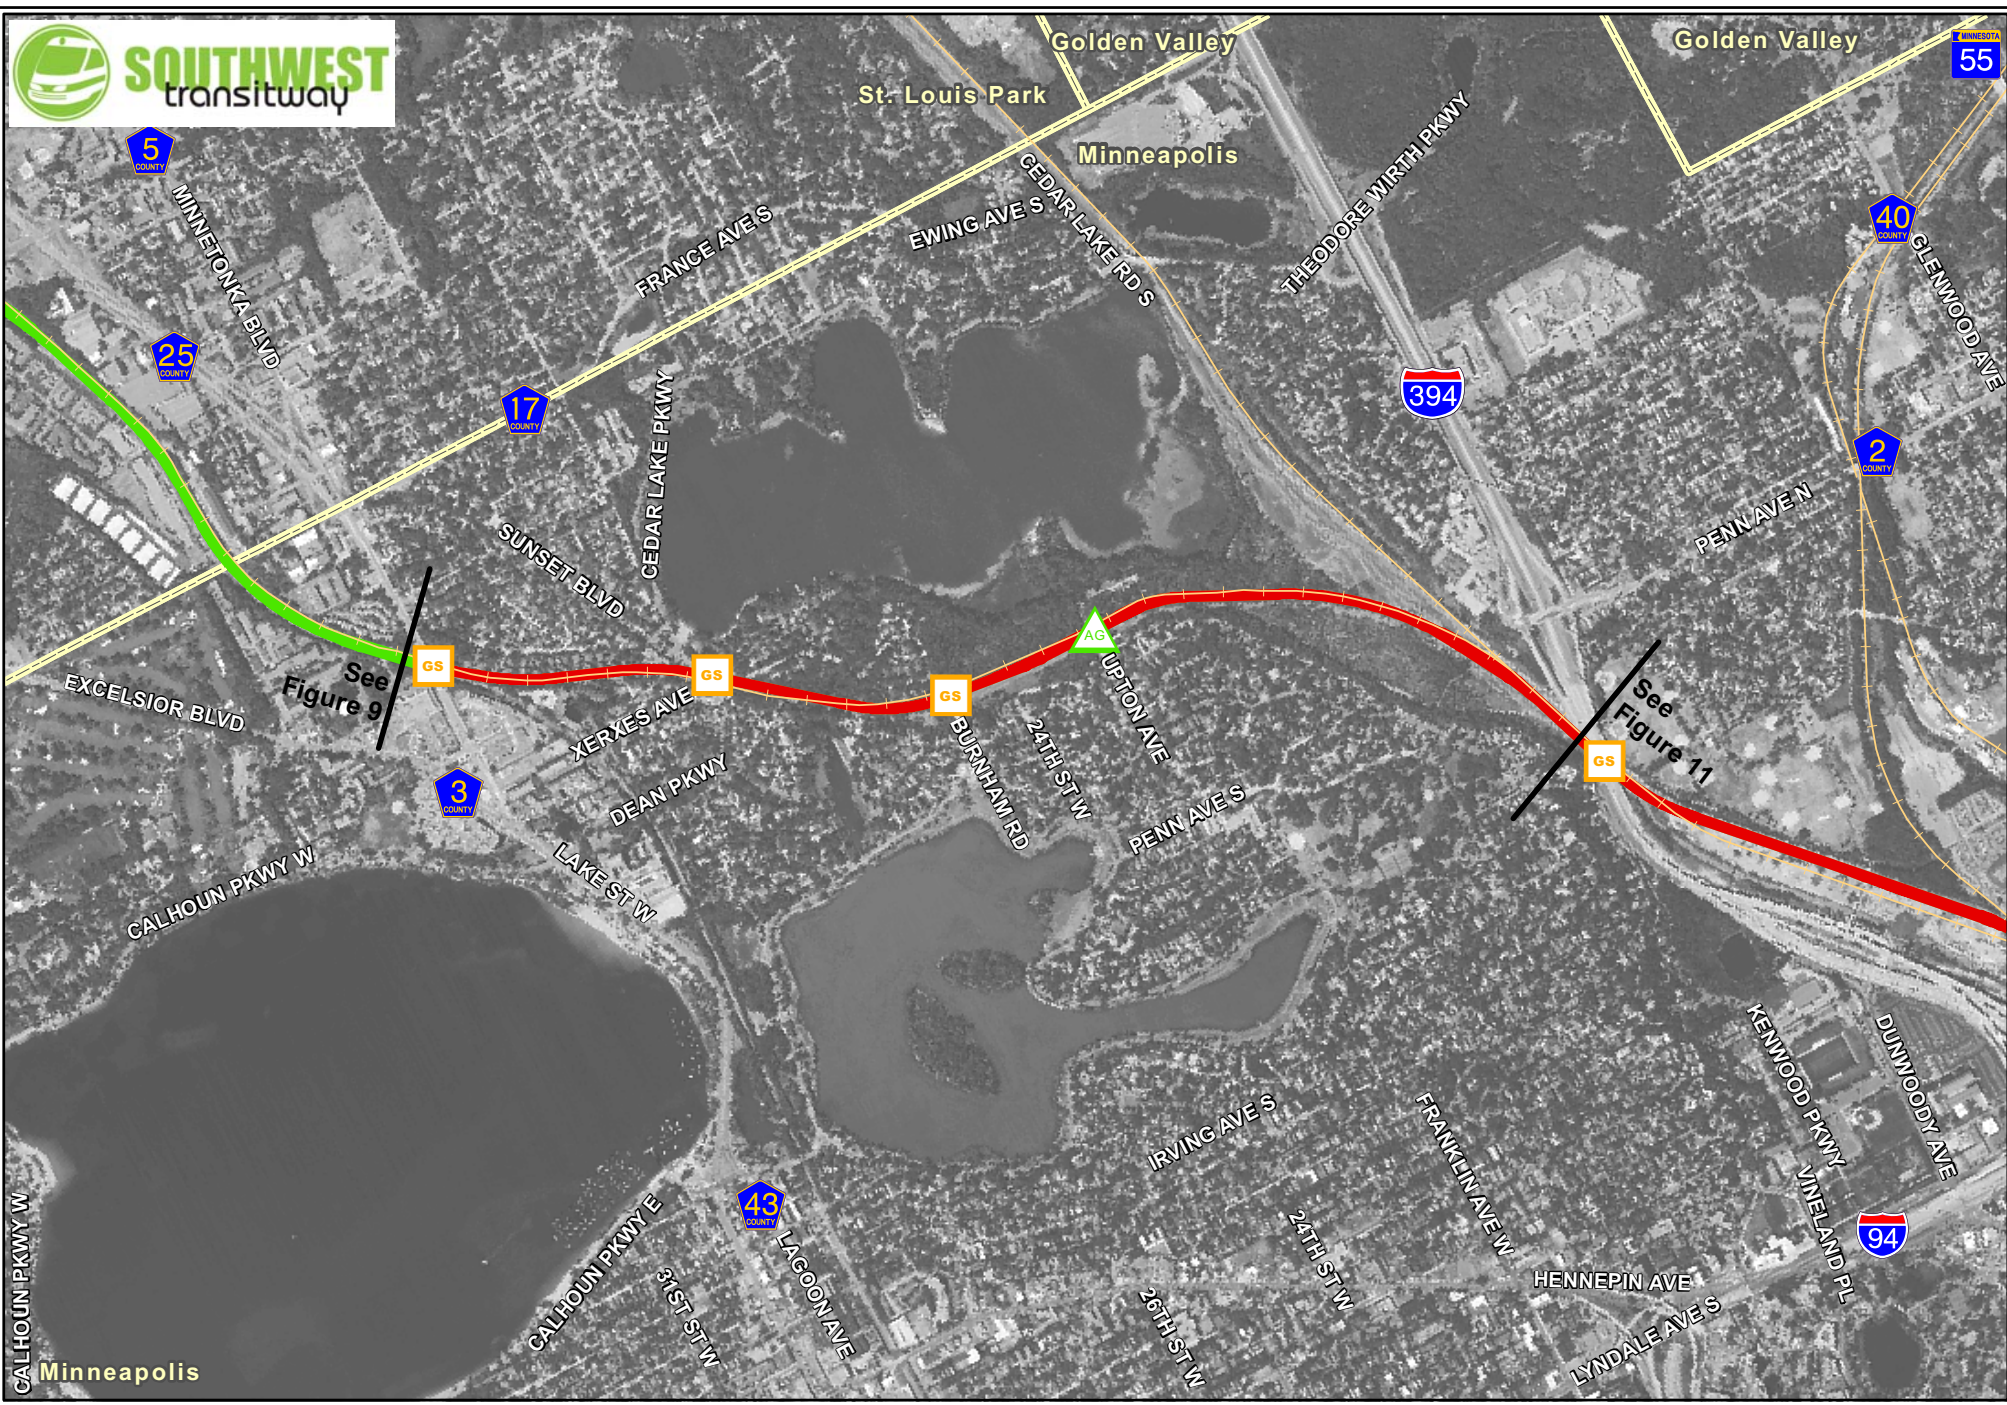 SOUTHWEST
transitway
Golden Valley
Golden Valley
MINNESOTA
55
St. Louis Park
Minneapolis
5
COUNTY
MINNETONKA BLVD
FRANCE AVE S
EWING AVE S
CEDAR LAKE RD S
THEODORE WIRTH PKWY
40
COUNTY
GLENWOOD AVE
25
COUNTY
17
COUNTY
394
2
COUNTY
CEDAR LAKE PKWY
SUNSET BLVD
PENN AVE N
See
Figure 9
GS
GS
GS
AG
UPTON AVE
See
Figure 11
GS
EXCELSIOR BLVD
XERXES AVE
DEAN PKWY
BURNHAM RD
24TH ST W
PENN AVE S
3
COUNTY
LAKE ST W
CALHOUN PKWY W
KENWOOD PKWY
DUNWOODY AVE
IRVING AVE S
FRANKLIN AVE W
VINELAND PL
94
43
COUNTY
CALHOUN PKWY W
CALHOUN PKWY E
31ST ST W
LAGOON AVE
26TH ST W
24TH ST W
HENNEPIN AVE
LYNDALE AVE S
Minneapolis